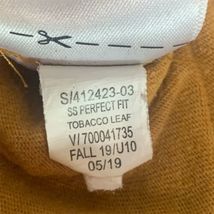 S/412423-03
SS PERFECT FIT
TOBACCO LEAF
V/700041735
FALL 19/U10
05/19